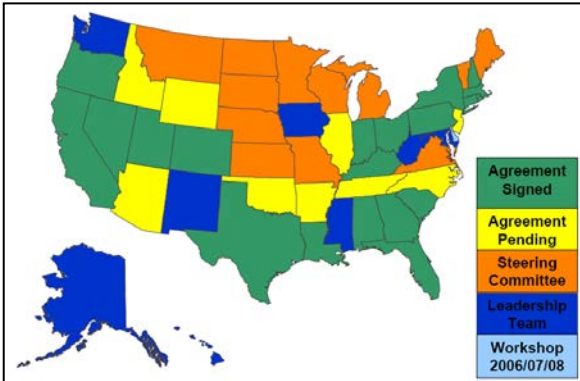 Agreement
Signed
Agreement
Pending
Steering
Committee
Leadership
Team
Workshop
2006/07/08